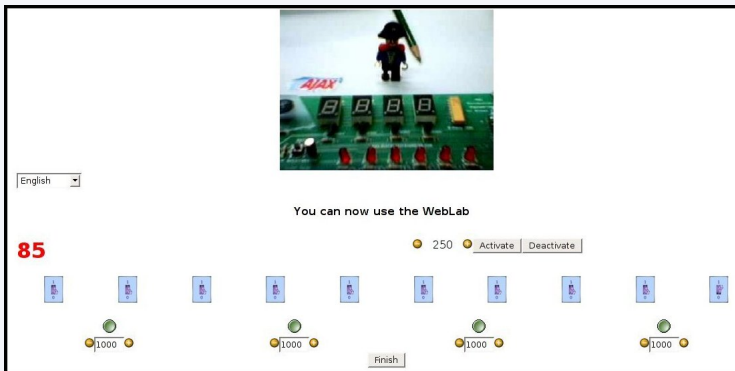 AJAX
English
You can now use the WebLab
85
250 Activate Deactivate
1000 1000 1000 1000
Finish